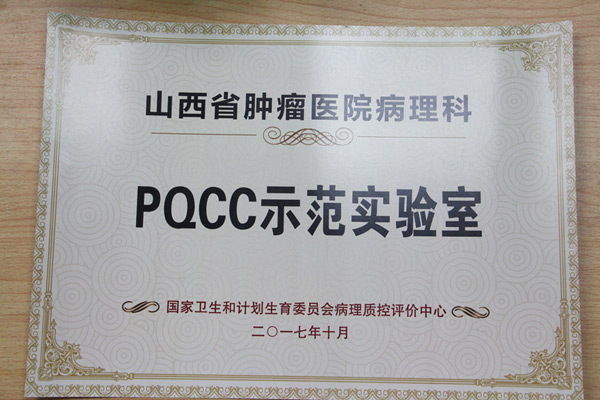 山西省肿瘤医院病理科
PQCC示范实验室
国家卫生和计划生育委员会病理质控评价中心
二〇一七年十月